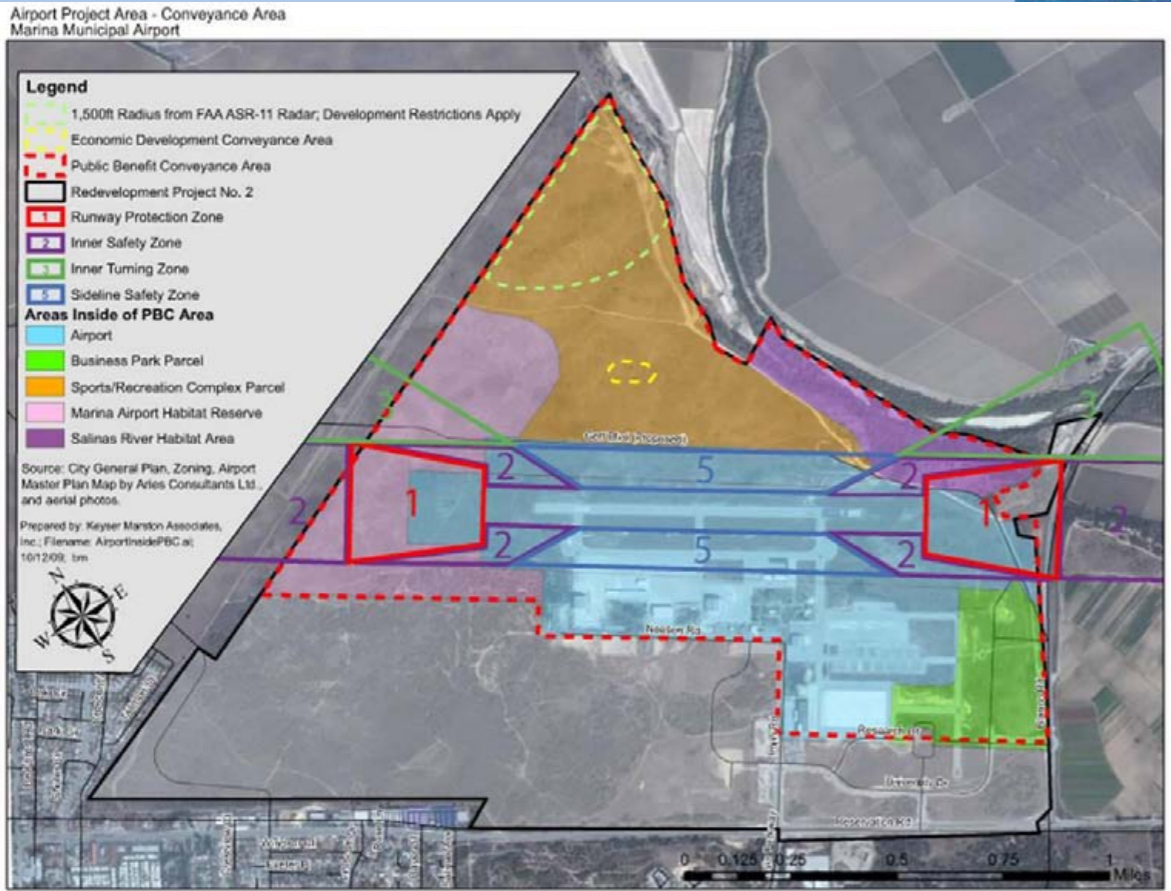 Airport Project Area - Conveyance Area
Marina Municipal Airport
Legend
1,500ft Radius from FAA ASR-11 Radar; Development Restrictions Apply
Economic Development Conveyance Area
Public Benefit Conveyance Area
Redevelopment Project No. 2
1 Runway Protection Zone
2 Inner Safety Zone
3 Inner Turning Zone
5 Sideline Safety Zone
Areas Inside of PBC Area
Airport
Business Park Parcel
Sports/Recreation Complex Parcel
Marina Airport Habitat Reserve
Salinas River Habitat Area
Source: City General Plan, Zoning, Airport
Master Plan Map by Aries Consultants Ltd.,
and aerial photos.
Prepared by: Keyser Marston Associates,
Inc.; Filename: AirportInsidePBC.ai;
10/12/09; bm
N
E
W
S
3
3
2
5
2
1
1
2
2
2
5
2
Neeson Rd
Research Dr
University Dr
Reservation Rd
0 0.125 0.25 0.5 0.75 1
Miles